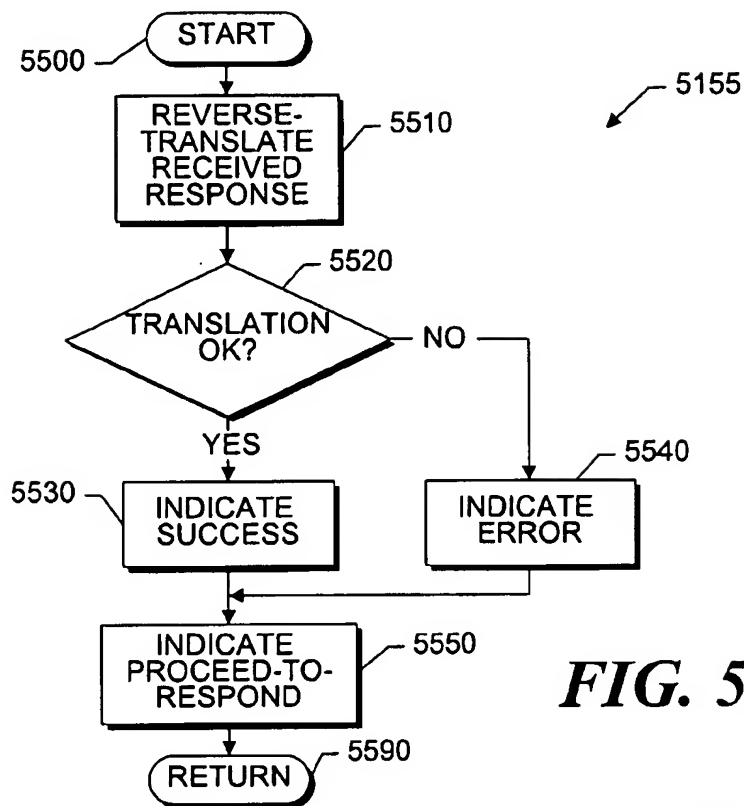 START
5500
5155
REVERSE-
TRANSLATE
RECEIVED
RESPONSE
5510
5520
TRANSLATION
OK?
NO
YES
5530
INDICATE
SUCCESS
5540
INDICATE
ERROR
INDICATE
PROCEED-TO-
RESPOND
5550
FIG. 5
RETURN
5590